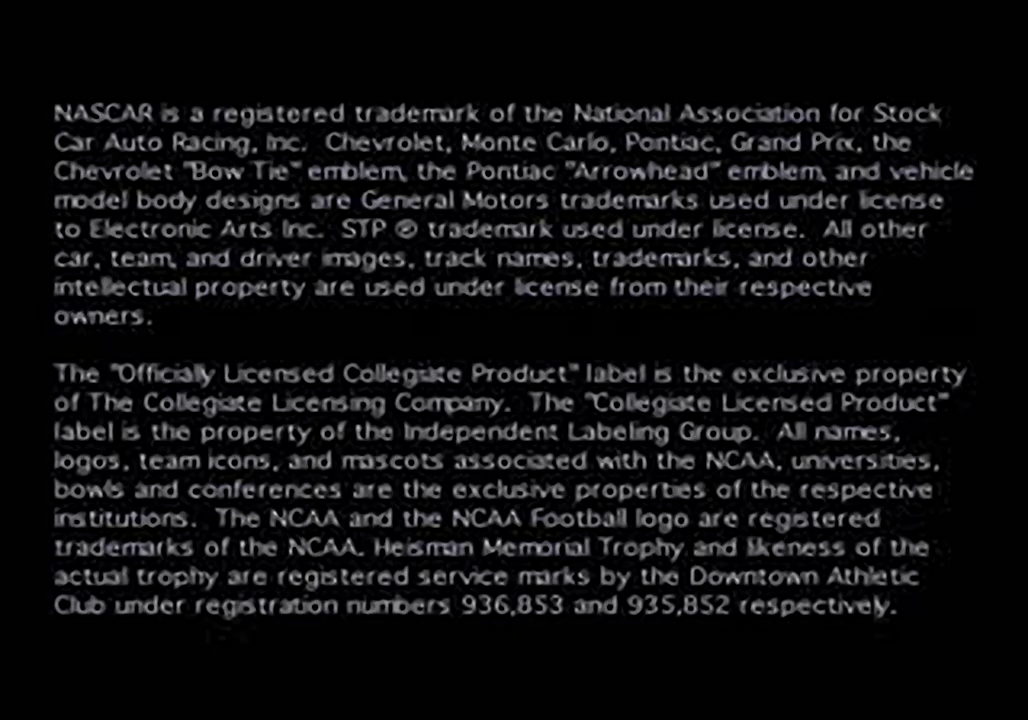 NASCAR is a registered trademark of the National Association for Stock
Car Auto Racing, Inc. Chevrolet, Monte Carlo, Pontiac, Grand Prix, the
Chevrolet "Bow Tie" emblem, the Pontiac "Arrowhead" emblem, and vehicle
model body designs are General Motors trademarks used under license
to Electronic Arts Inc. STP ® trademark used under license. All other
car, team, and driver images, track names, trademarks, and other
intellectual property are used under license from their respective
owners.
The "Officially Licensed Collegiate Product" label is the exclusive property
of The Collegiate Licensing Company. The "Collegiate Licensed Product"
label is the property of the Independent Labeling Group. All names,
logos, team icons, and mascots associated with the NCAA, universities,
bowls and conferences are the exclusive properties of the respective
institutions. The NCAA and the NCAA Football logo are registered
trademarks of the NCAA. Heisman Memorial Trophy and likeness of the
actual trophy are registered service marks by the Downtown Athletic
Club under registration numbers 936,853 and 935,852 respectively.